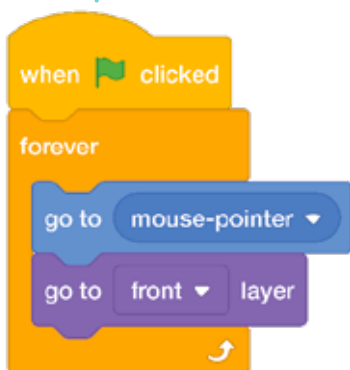 when clicked
forever
go to mouse-pointer
go to front layer